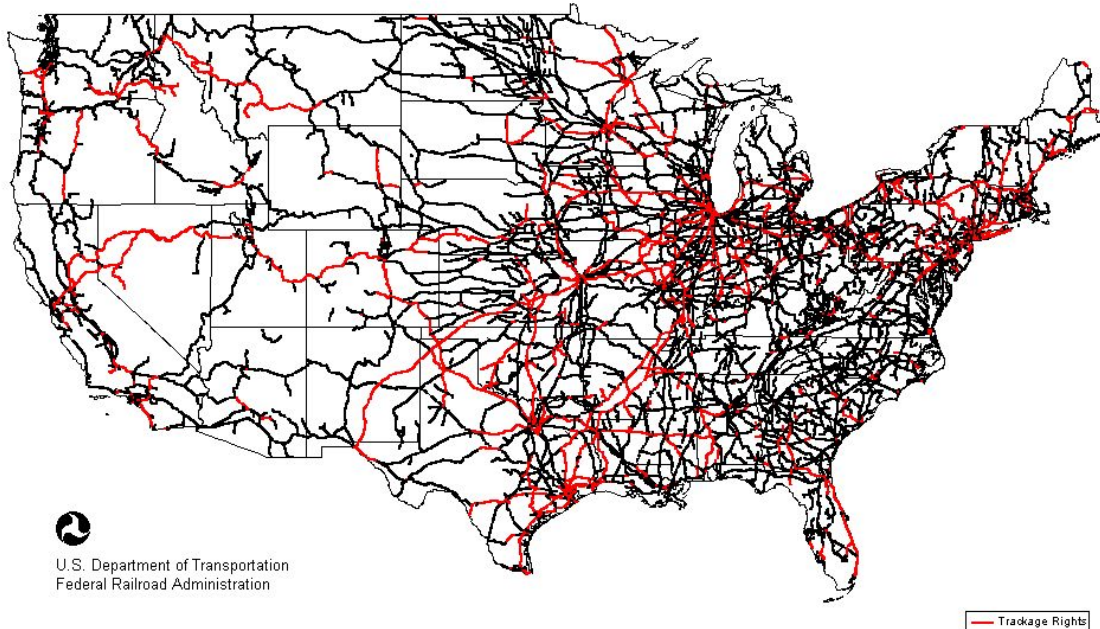 U.S. Department of Transportation
Federal Railroad Administration
Trackage Rights